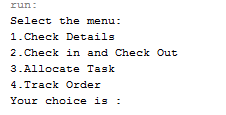 run:
Select the menu:
1.Check Details
2.Check in and Check Out
3.Allocate Task
4.Track Order
Your choice is :